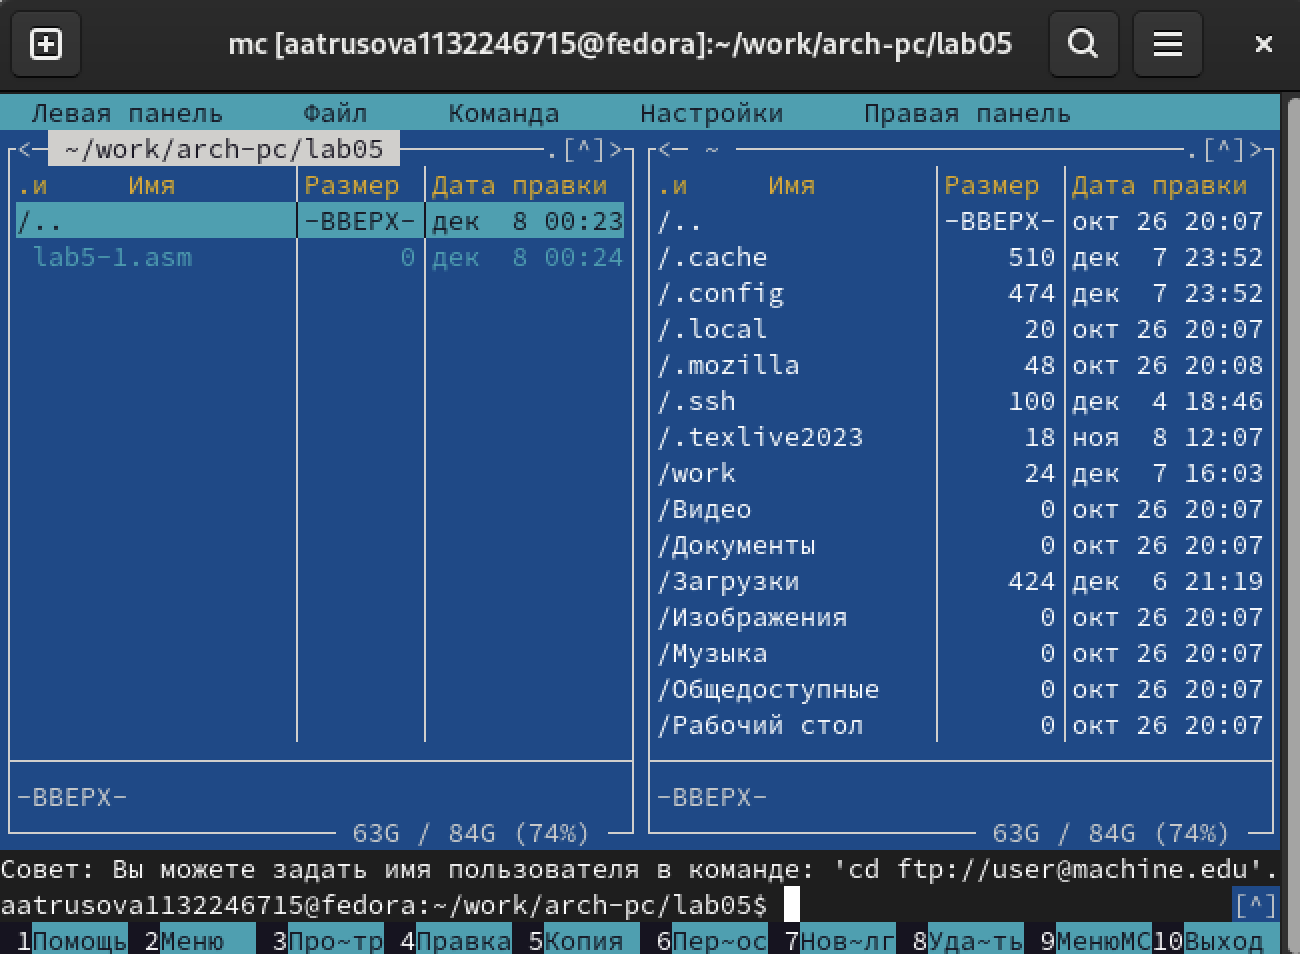 mc [aatrusova1132246715@fedora]:~/work/arch-pc/lab05
Левая панель Файл Команда Настройки Правая панель
<─ ~/work/arch-pc/lab05 .[^]>
.и Имя Размер Дата правки
/.. -ВВЕРХ- дек 8 00:23
lab5-1.asm 0 дек 8 00:24
-ВВЕРХ-
63G / 84G (74%)
<─ ~ .[^]>
.и Имя Размер Дата правки
/.. -ВВЕРХ- окт 26 20:07
/.cache 510 дек 7 23:52
/.config 474 дек 7 23:52
/.local 20 окт 26 20:07
/.mozilla 48 окт 26 20:08
/.ssh 100 дек 4 18:46
/.texlive2023 18 ноя 8 12:07
/work 24 дек 7 16:03
/Видео 0 окт 26 20:07
/Документы 0 окт 26 20:07
/Загрузки 424 дек 6 21:19
/Изображения 0 окт 26 20:07
/Музыка 0 окт 26 20:07
/Общедоступные 0 окт 26 20:07
/Рабочий стол 0 окт 26 20:07
-ВВЕРХ-
63G / 84G (74%)
Совет: Вы можете задать имя пользователя в команде: 'cd ftp://user@machine.edu'.
aatrusova1132246715@fedora:~/work/arch-pc/lab05$ [^]
1Помощь 2Меню 3Про~тр 4Правка 5Копия 6Пер~ос 7Нов~лг 8Уда~ть 9МенюMC 10Выход